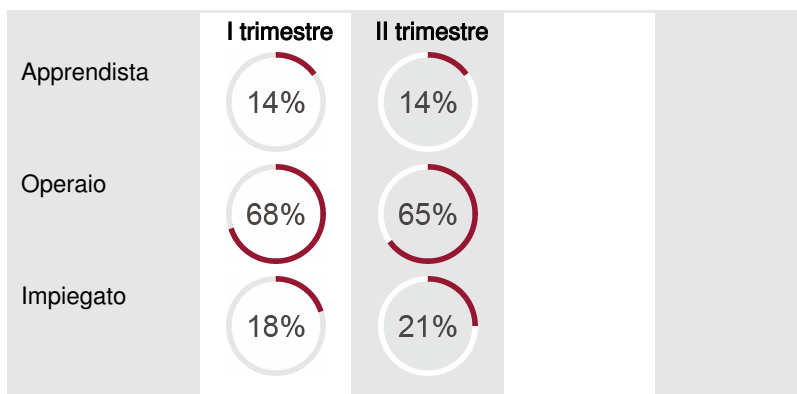 I trimestre II trimestre
Apprendista 14% 14%
Operaio 68% 65%
Impiegato 18% 21%